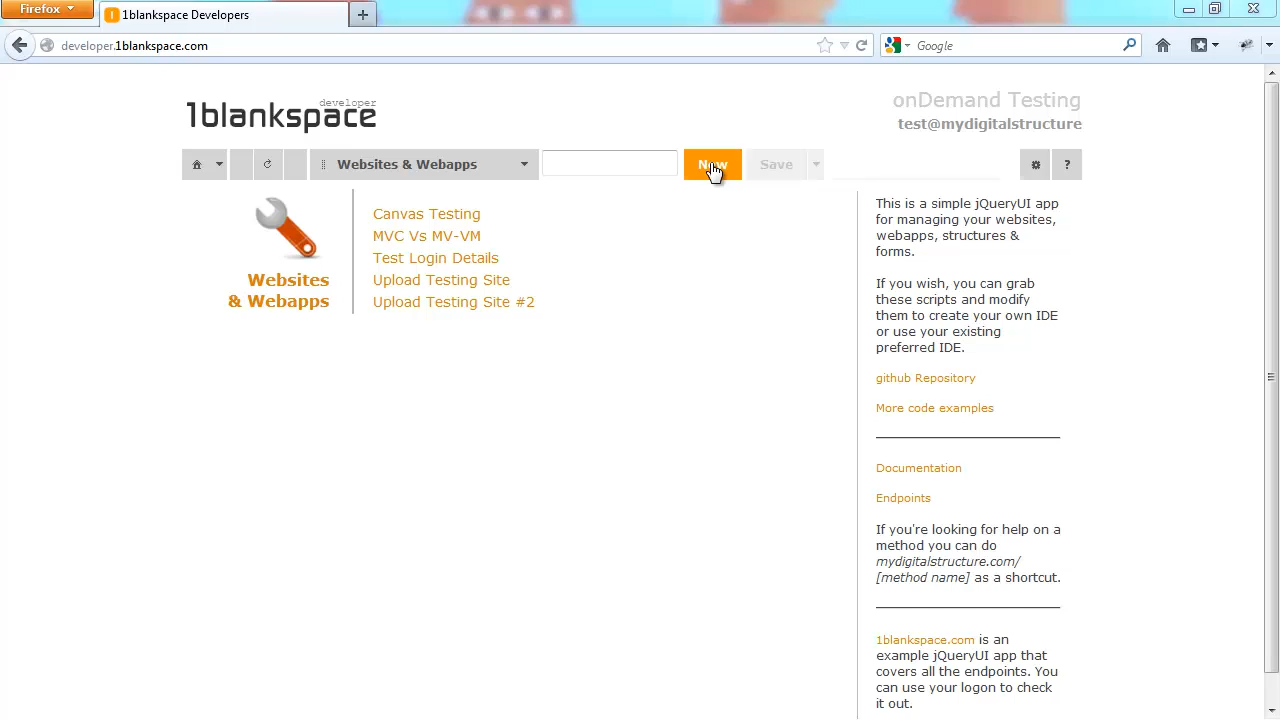 Firefox
1blankspace Developers
developer.1blankspace.com
Google
developer
1blankspace
onDemand Testing
test@mydigitalstructure
Websites & Webapps
New
Save
?
Websites
& Webapps
Canvas Testing
MVC Vs MV-VM
Test Login Details
Upload Testing Site
Upload Testing Site #2
This is a simple jQueryUI app
for managing your websites,
webapps, structures &
forms.
If you wish, you can grab
these scripts and modify
them to create your own IDE
or use your existing
preferred IDE.
github Repository
More code examples
Documentation
Endpoints
If you're looking for help on a
method you can do
mydigitalstructure.com/
[method name] as a shortcut.
1blankspace.com is an
example jQueryUI app that
covers all the endpoints. You
can use your logon to check
it out.